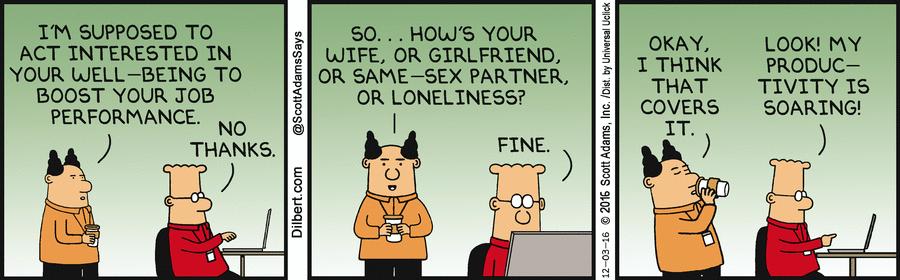 I'M SUPPOSED TO
ACT INTERESTED IN
YOUR WELL-BEING TO
BOOST YOUR JOB
PERFORMANCE.
NO
THANKS.
Dilbert.com @ScottAdamsSays
SO... HOW'S YOUR
WIFE, OR GIRLFRIEND,
OR SAME-SEX PARTNER,
OR LONELINESS?
FINE.
12-03-16 © 2016 Scott Adams, Inc. /Dist. by Universal Uclick
OKAY,
I THINK
THAT
COVERS
IT.
LOOK! MY
PRODUC-
TIVITY IS
SOARING!